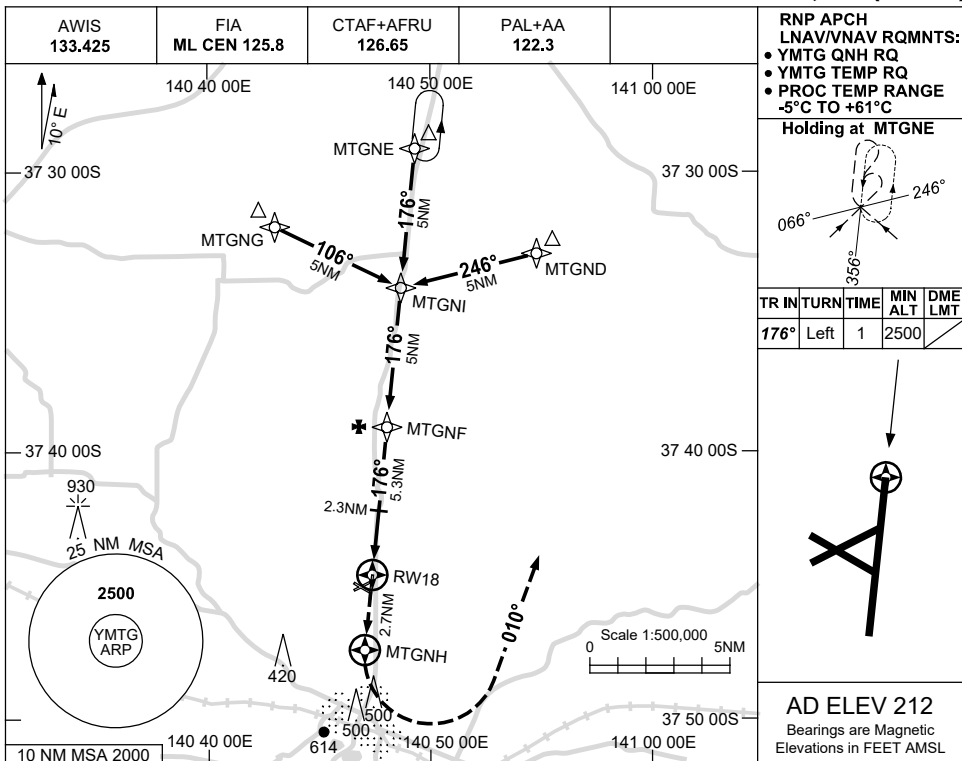 AWIS
133.425
FIA
ML CEN 125.8
CTAF+AFRU
126.65
PAL+AA
122.3
RNP APCH
LNAV/VNAV RQMNTS:
• YMTG QNH RQ
• YMTG TEMP RQ
• PROC TEMP RANGE
-5°C TO +61°C
Holding at MTGNE
246°
066°
356°
TR IN TURN TIME MIN ALT DME LMT
176° Left 1 2500
AD ELEV 212
Bearings are Magnetic
Elevations in FEET AMSL
140 40 00E
140 50 00E
141 00 00E
10° E
MTGNE
37 30 00S
37 30 00S
176°
5NM
MTGNG
106°
5NM
246°
5NM
MTGND
MTGNI
176°
5NM
MTGNF
37 40 00S
37 40 00S
176°
5.3NM
2.3NM
930
25 NM MSA
2500
YMTG
ARP
RW18
2.7NM
MTGNH
010°
Scale 1:500,000
0
5NM
420
500
500
614
37 50 00S
140 40 00E
140 50 00E
141 00 00E
10 NM MSA 2000